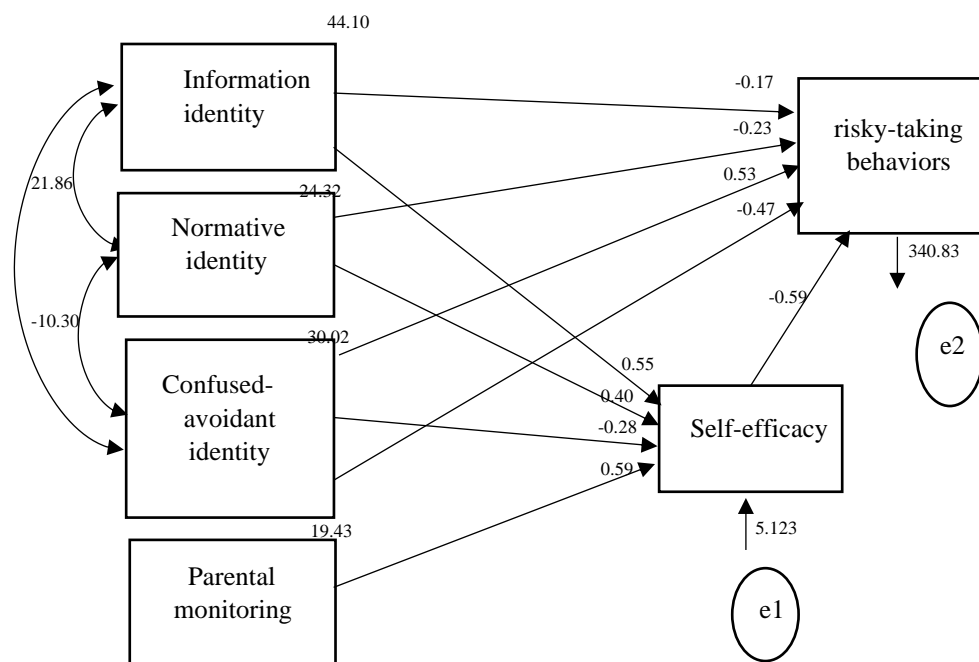 44.10
Information
identity
-0.17
-0.23
risky-taking
behaviors
0.53
21.86
24.32
-0.47
Normative
identity
340.83
-0.59
-10.30
30.02
e2
0.55
Confused-
avoidant
identity
0.40
-0.28
Self-efficacy
0.59
19.43
5.123
Parental
monitoring
e1